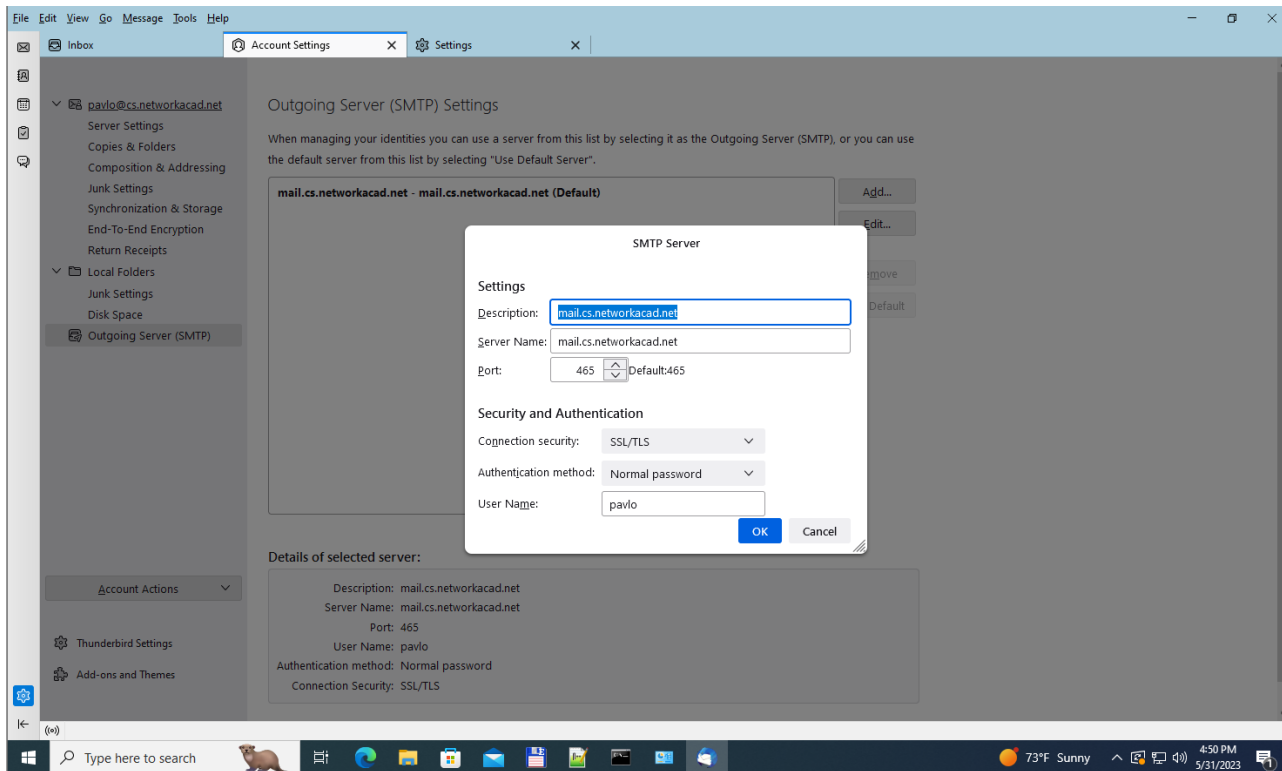 File Edit View Go Message Tools Help
Inbox
Account Settings
Settings
pavlo@cs.networkacad.net
Server Settings
Copies & Folders
Composition & Addressing
Junk Settings
Synchronization & Storage
End-To-End Encryption
Return Receipts
Local Folders
Junk Settings
Disk Space
Outgoing Server (SMTP)
Account Actions
Thunderbird Settings
Add-ons and Themes
Outgoing Server (SMTP) Settings
When managing your identities you can use a server from this list by selecting it as the Outgoing Server (SMTP), or you can use
the default server from this list by selecting "Use Default Server".
mail.cs.networkacad.net - mail.cs.networkacad.net (Default)
Add...
Edit...
move
Default
SMTP Server
Settings
Description: mail.cs.networkacad.net
Server Name: mail.cs.networkacad.net
Port: 465 Default:465
Security and Authentication
Connection security: SSL/TLS
Authentication method: Normal password
User Name: pavlo
OK Cancel
Details of selected server:
Description: mail.cs.networkacad.net
Server Name: mail.cs.networkacad.net
Port: 465
User Name: pavlo
Authentication method: Normal password
Connection Security: SSL/TLS
Type here to search
73°F Sunny
4:50 PM
5/31/2023
1